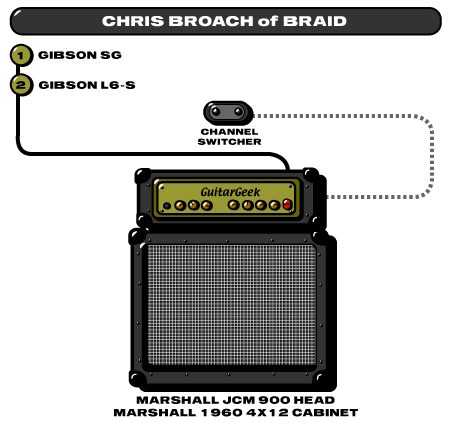 CHRIS BROACH of BRAID
1 GIBSON SG
2 GIBSON L6-S
CHANNEL
SWITCHER
GuitarGeek
MARSHALL JCM 900 HEAD
MARSHALL 1960 4X12 CABINET